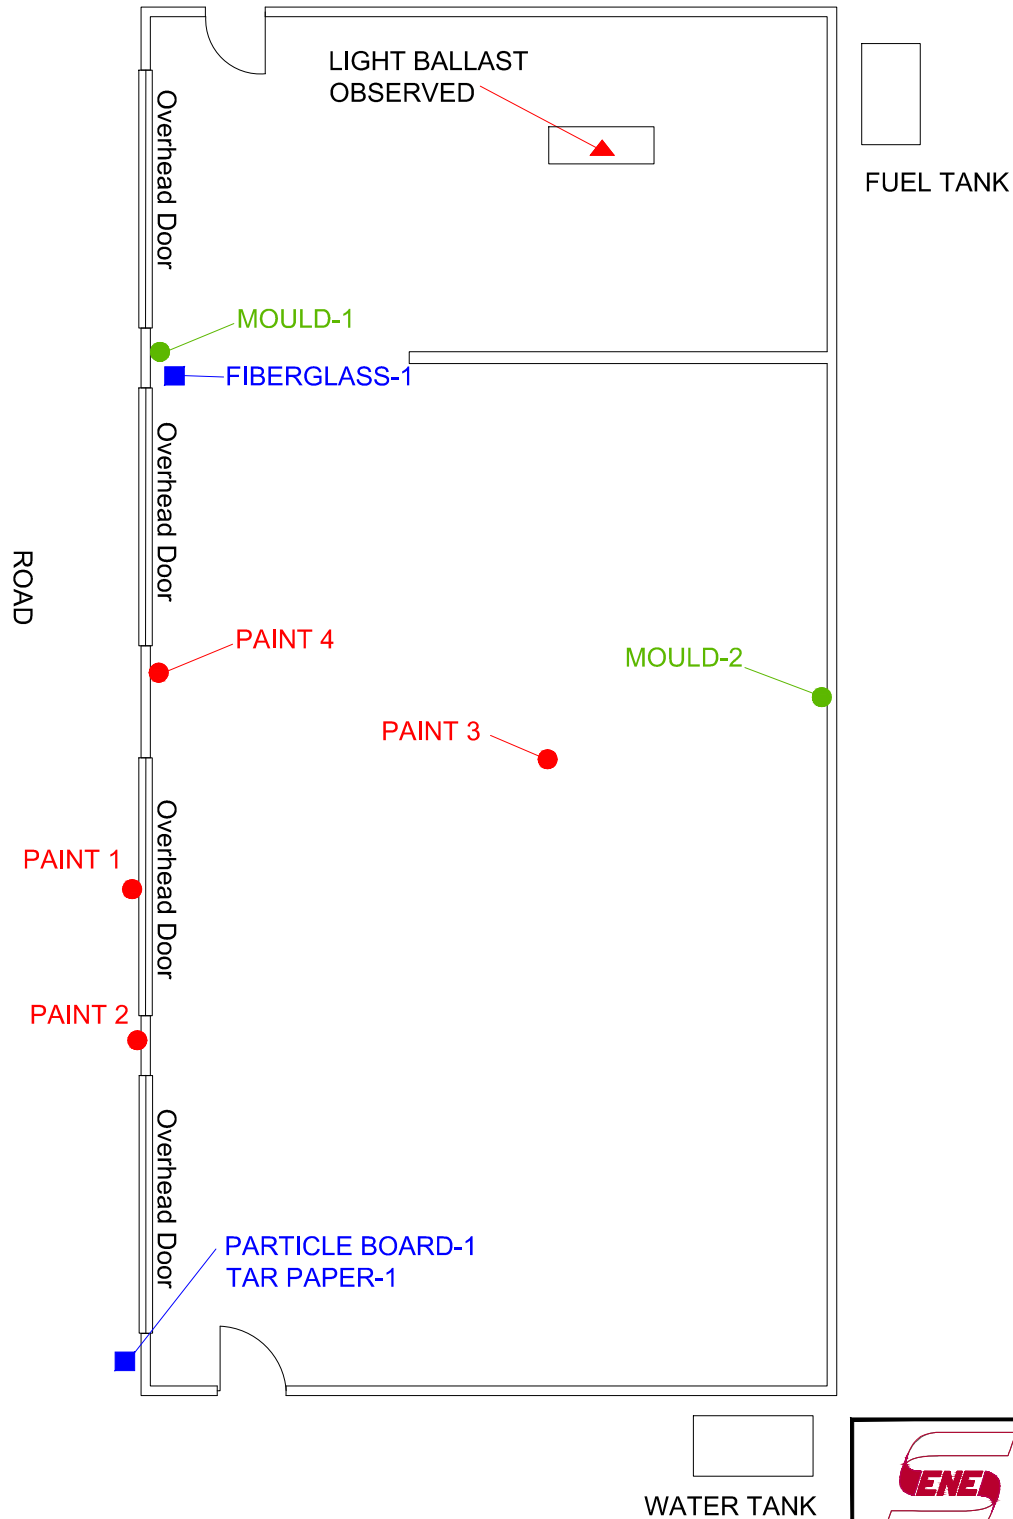 LIGHT BALLAST
OBSERVED
FUEL TANK
Overhead Door
MOULD-1
FIBERGLASS-1
Overhead Door
ROAD
PAINT 4
MOULD-2
PAINT 3
Overhead Door
PAINT 1
PAINT 2
Overhead Door
PARTICLE BOARD-1
TAR PAPER-1
WATER TANK